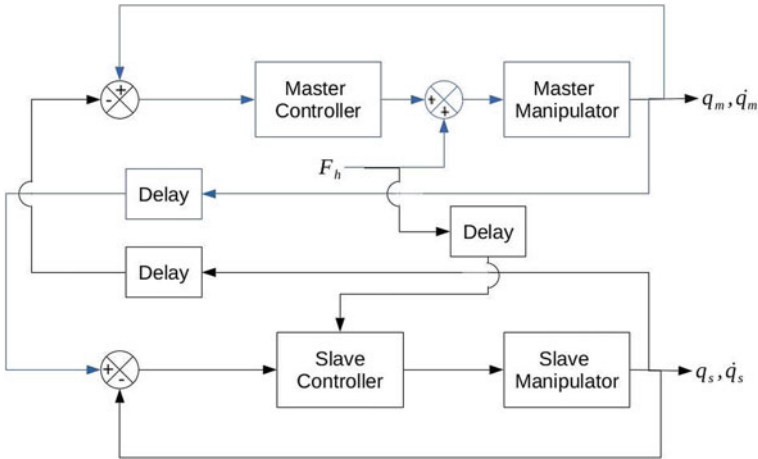 +
-
Master
Controller
+
+
Master
Manipulator
q_m, q̇_m
F_h
Delay
Delay
Delay
+
-
Slave
Controller
Slave
Manipulator
q_s, q̇_s